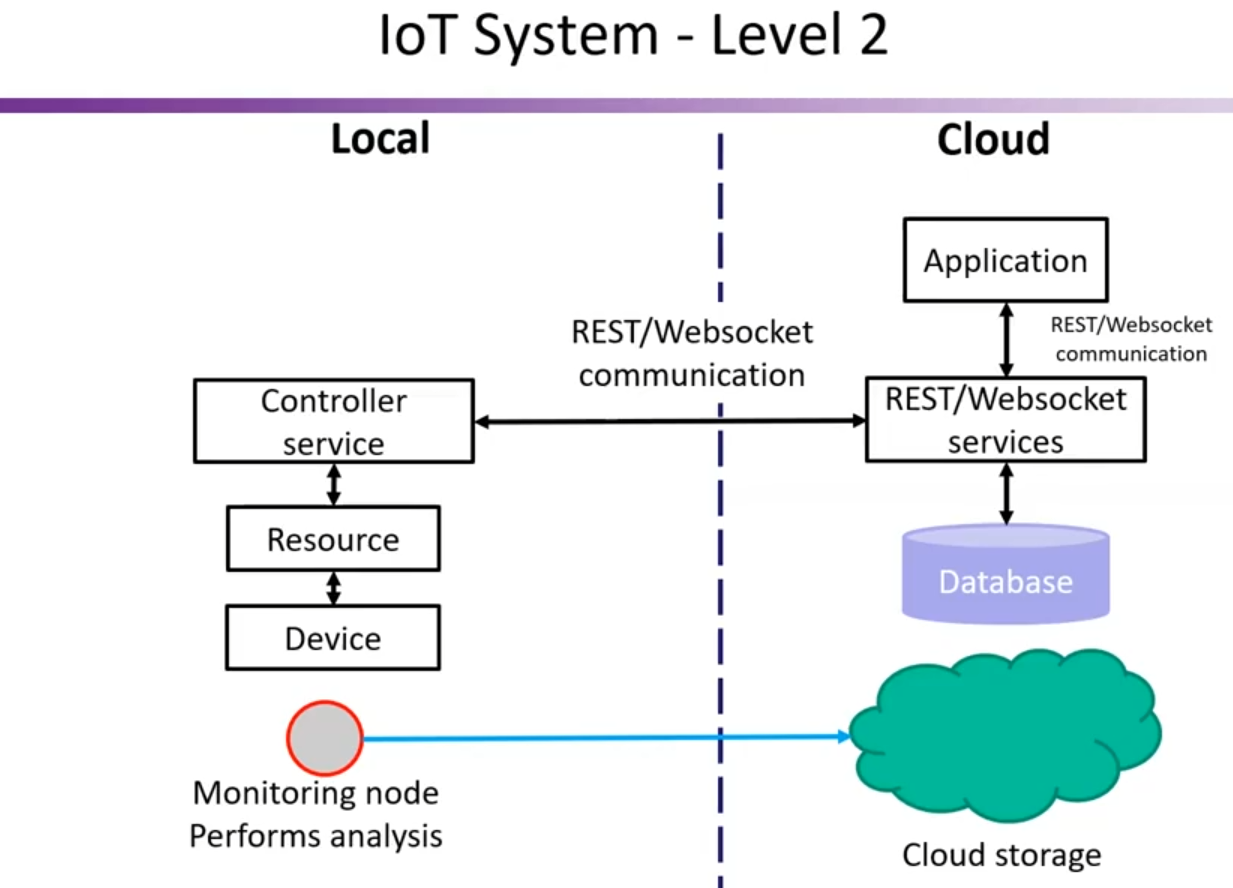 IoT System - Level 2
Local
Cloud
Application
REST/Websocket
communication
REST/Websocket
communication
Controller
service
REST/Websocket
services
Resource
Database
Device
Monitoring node
Performs analysis
Cloud storage